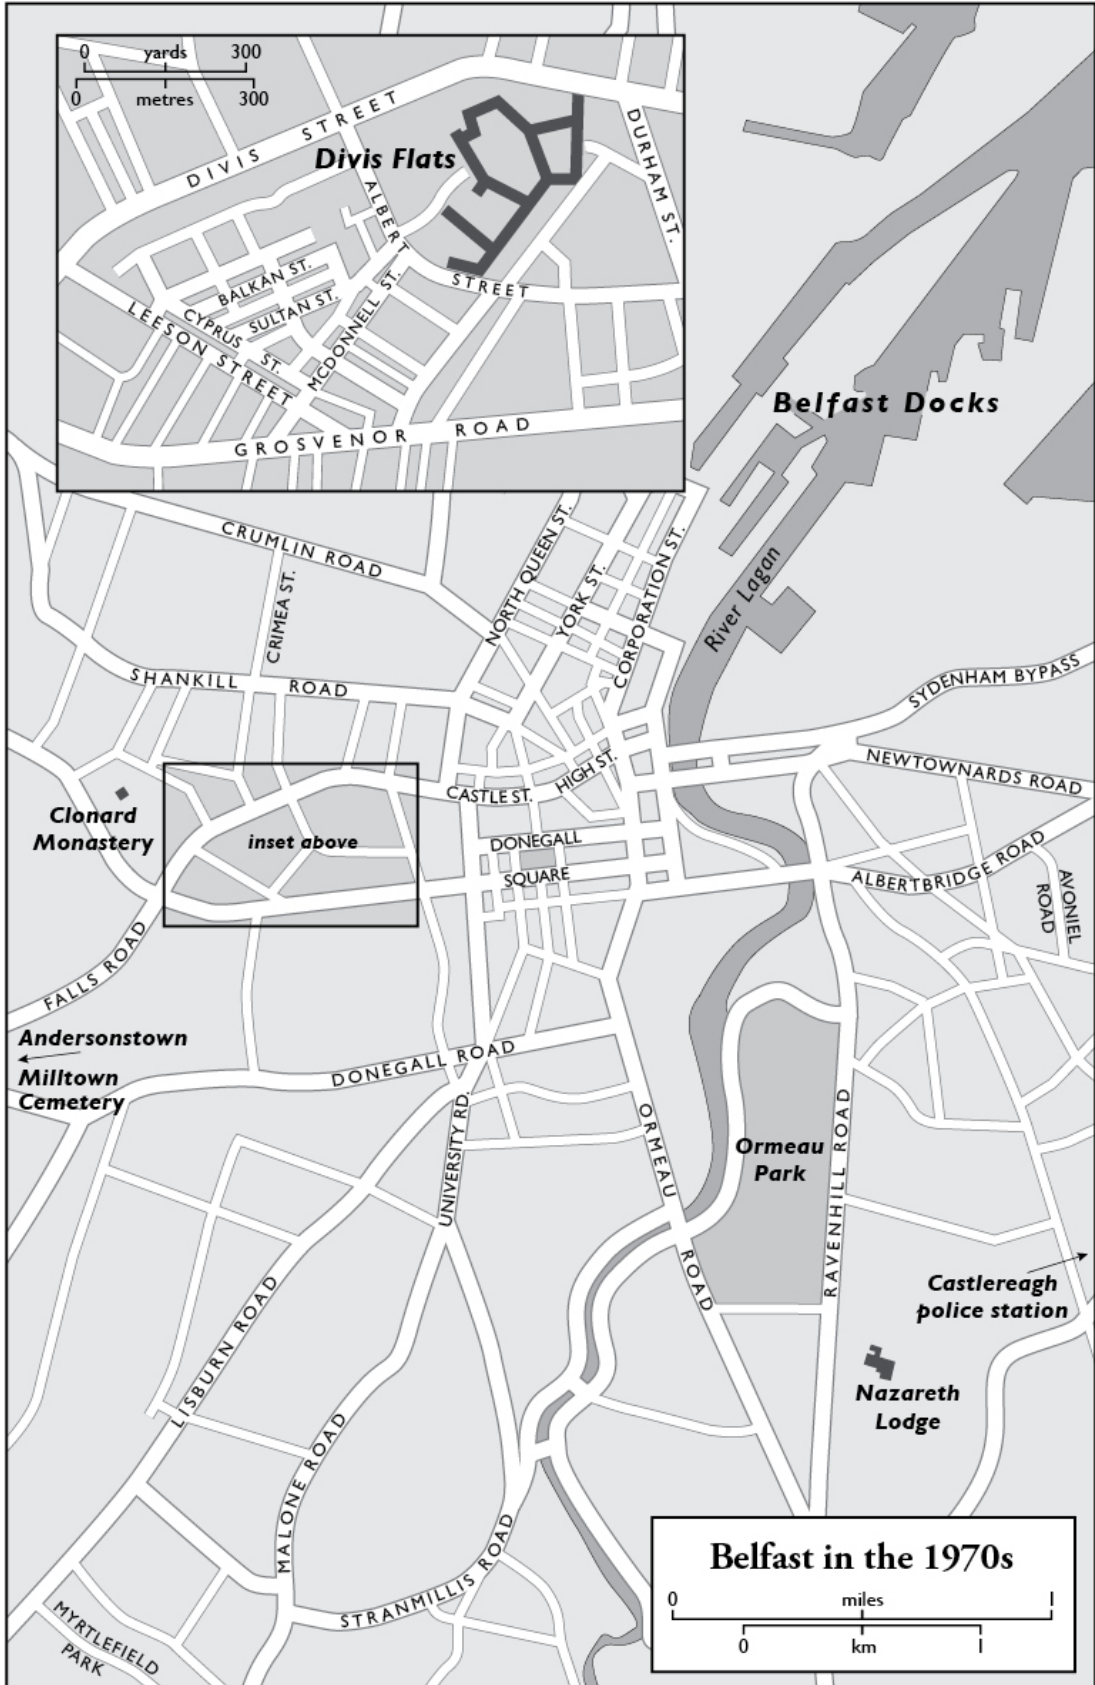 0 yards 300
0 metres 300
DIVIS STREET
Divis Flats
DURHAM ST.
ALBERT
STREET
BALKAN ST.
SULTAN ST.
CYPRUS ST.
LEESON STREET
MCDONNELL ST.
GROSVENOR ROAD
Belfast Docks
CRUMLIN ROAD
CRIMEA ST.
NORTH QUEEN ST.
YORK ST.
CORPORATION ST.
River Lagan
SHANKILL ROAD
SYDENHAM BYPASS
NEWTOWNARDS ROAD
HIGH ST.
CASTLE ST.
Clonard
Monastery
inset above
DONEGALL
SQUARE
ALBERTBRIDGE ROAD
AVONIEL
ROAD
FALLS ROAD
Andersonstown
Milltown
Cemetery
DONEGALL ROAD
UNIVERSITY RD.
ORMEAU
ROAD
Ormeau
Park
RAVENHILL ROAD
Castlereagh
police station
LISBURN ROAD
MALONE ROAD
Nazareth
Lodge
STRANMILLIS ROAD
MYRTLEFIELD
PARK
Belfast in the 1970s
0 miles 1
0 km 1